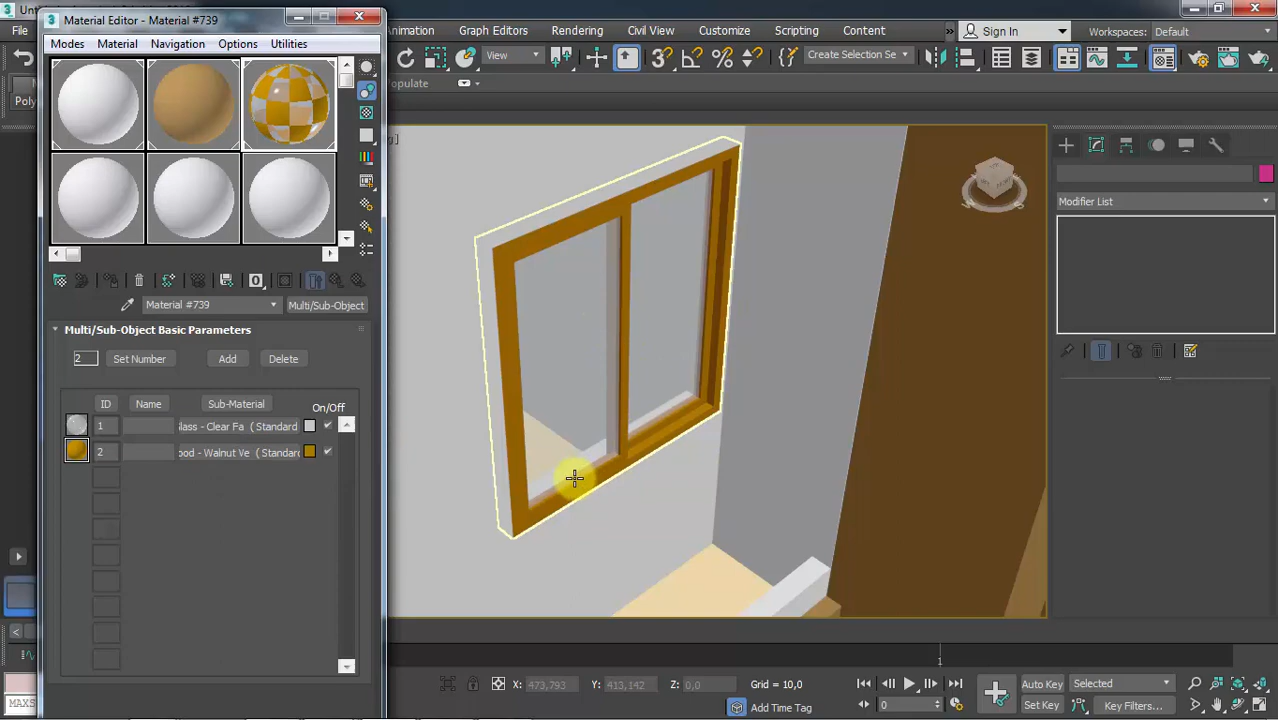 Material Editor - Material #739
Modes Material Navigation Options Utilities
File
Animation Graph Editors Rendering Civil View Customize Scripting Content » Sign In Workspaces: Default
View
Create Selection Se
opulate
Poly
Material #739 Multi/Sub-Object
Multi/Sub-Object Basic Parameters
2 Set Number Add Delete
ID Name Sub-Material On/Off
1 ilass - Clear Fa ( Standard
2 ood - Walnut Ve ( Standard
Modifier List
1
X: 473,793 Y: 413,142 Z: 0,0 Grid = 10,0
Add Time Tag
Auto Key Selected
Set Key Key Filters...
0
MAXS